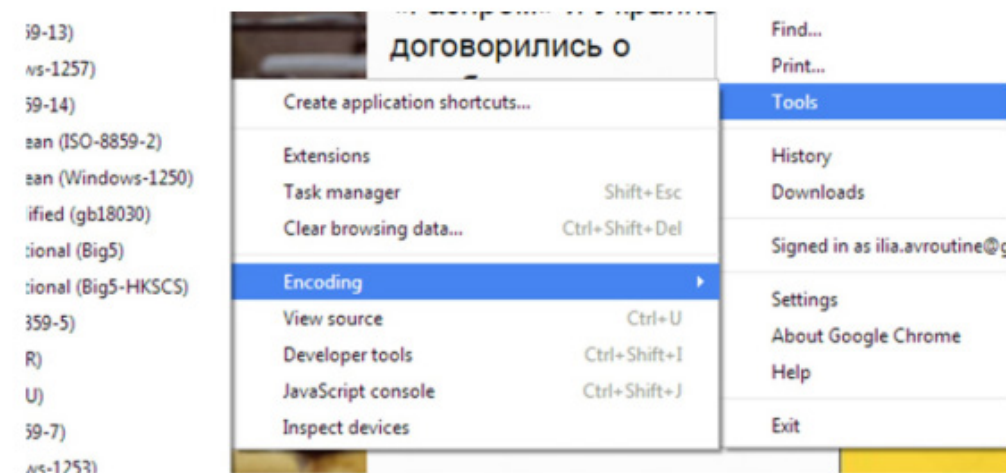 59-13)
ws-1257)
59-14)
ean (ISO-8859-2)
ean (Windows-1250)
ified (gb18030)
tional (Big5)
tional (Big5-HKSCS)
859-5)
R)
U)
59-7)
ws-1253)
договорились о
Create application shortcuts...
Extensions
Task manager Shift+Esc
Clear browsing data... Ctrl+Shift+Del
Encoding
View source Ctrl+U
Developer tools Ctrl+Shift+I
JavaScript console Ctrl+Shift+J
Inspect devices
Find...
Print...
Tools
History
Downloads
Signed in as ilia.avroutine@g
Settings
About Google Chrome
Help
Exit